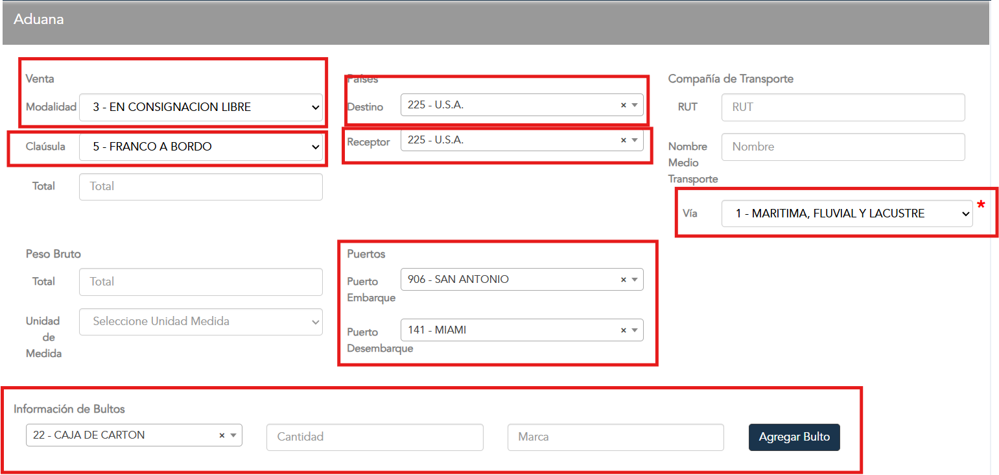 Aduana
Venta
Modalidad 3 - EN CONSIGNACION LIBRE
Claúsula 5 - FRANCO A BORDO
Total Total
Países
Destino 225 - U.S.A. ×
Receptor 225 - U.S.A. ×
Compañía de Transporte
RUT RUT
Nombre Medio Transporte Nombre
Vía 1 - MARITIMA, FLUVIAL Y LACUSTRE *
Peso Bruto
Total Total
Unidad de Medida Seleccione Unidad Medida
Puertos
Puerto Embarque 906 - SAN ANTONIO ×
Puerto Desembarque 141 - MIAMI ×
Información de Bultos
22 - CAJA DE CARTON × Cantidad Marca Agregar Bulto